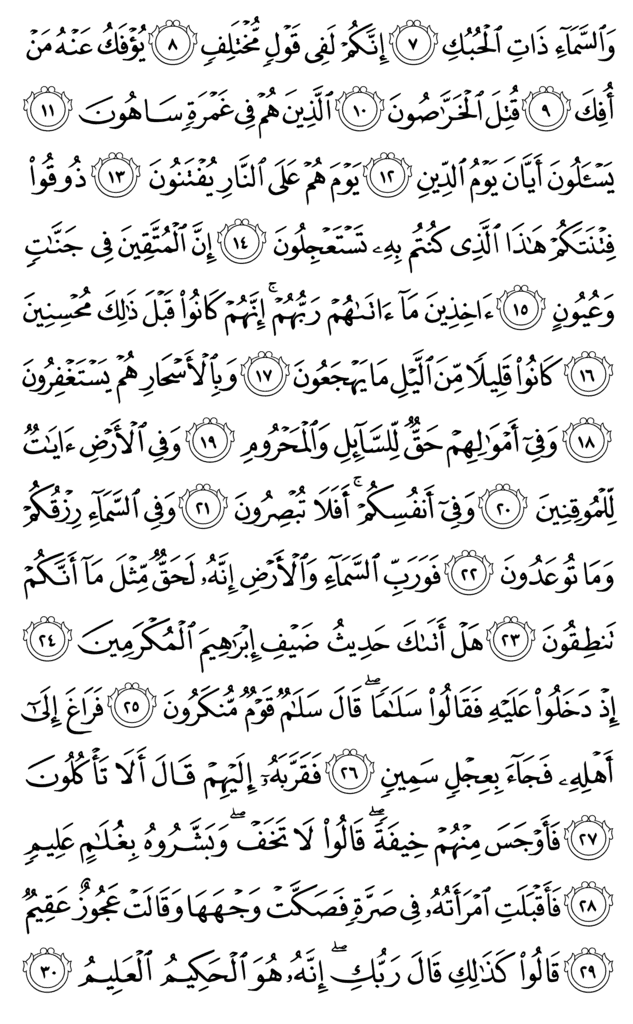 وَٱلسَّمَآءِ ذَاتِ ٱلْحُبُكِ ٧ إِنَّكُمْ لَفِى قَوْلٍ مُّخْتَلِفٍ ٨ يُؤْفَكُ عَنْهُ مَنْ
أُفِكَ ٩ قُتِلَ ٱلْخَرَّٰصُونَ ١٠ ٱلَّذِينَ هُمْ فِى غَمْرَةٍ سَاهُونَ ١١
يَسْـَٔلُونَ أَيَّانَ يَوْمُ ٱلدِّينِ ١٢ يَوْمَ هُمْ عَلَى ٱلنَّارِ يُفْتَنُونَ ١٣ ذُوقُوا۟
فِتْنَتَكُمْ هَٰذَا ٱلَّذِى كُنتُم بِهِۦ تَسْتَعْجِلُونَ ١٤ إِنَّ ٱلْمُتَّقِينَ فِى جَنَّٰتٍ
وَعُيُونٍ ١٥ ءَاخِذِينَ مَآ ءَاتَىٰهُمْ رَبُّهُمْ ۚ إِنَّهُمْ كَانُوا۟ قَبْلَ ذَٰلِكَ مُحْسِنِينَ
١٦ كَانُوا۟ قَلِيلًا مِّنَ ٱلَّيْلِ مَا يَهْجَعُونَ ١٧ وَبِٱلْأَسْحَارِ هُمْ يَسْتَغْفِرُونَ
١٨ وَفِىٓ أَمْوَٰلِهِمْ حَقٌّ لِّلسَّآئِلِ وَٱلْمَحْرُومِ ١٩ وَفِى ٱلْأَرْضِ ءَايَٰتٌ
لِّلْمُوقِنِينَ ٢٠ وَفِىٓ أَنفُسِكُمْ ۚ أَفَلَا تُبْصِرُونَ ٢١ وَفِى ٱلسَّمَآءِ رِزْقُكُمْ
وَمَا تُوعَدُونَ ٢٢ فَوَرَبِّ ٱلسَّمَآءِ وَٱلْأَرْضِ إِنَّهُۥ لَحَقٌّ مِّثْلَ مَآ أَنَّكُمْ
تَنطِقُونَ ٢٣ هَلْ أَتَىٰكَ حَدِيثُ ضَيْفِ إِبْرَٰهِيمَ ٱلْمُكْرَمِينَ ٢٤
إِذْ دَخَلُوا۟ عَلَيْهِ فَقَالُوا۟ سَلَٰمًا ۖ قَالَ سَلَٰمٌ قَوْمٌ مُّنكَرُونَ ٢٥ فَرَاغَ إِلَىٰٓ
أَهْلِهِۦ فَجَآءَ بِعِجْلٍ سَمِينٍ ٢٦ فَقَرَّبَهُۥٓ إِلَيْهِمْ قَالَ أَلَا تَأْكُلُونَ
٢٧ فَأَوْجَسَ مِنْهُمْ خِيفَةً ۖ قَالُوا۟ لَا تَخَفْ ۖ وَبَشَّرُوهُ بِغُلَٰمٍ عَلِيمٍ
٢٨ فَأَقْبَلَتِ ٱمْرَأَتُهُۥ فِى صَرَّةٍ فَصَكَّتْ وَجْهَهَا وَقَالَتْ عَجُوزٌ عَقِيمٌ
٢٩ قَالُوا۟ كَذَٰلِكِ قَالَ رَبُّكِ ۖ إِنَّهُۥ هُوَ ٱلْحَكِيمُ ٱلْعَلِيمُ ٣٠